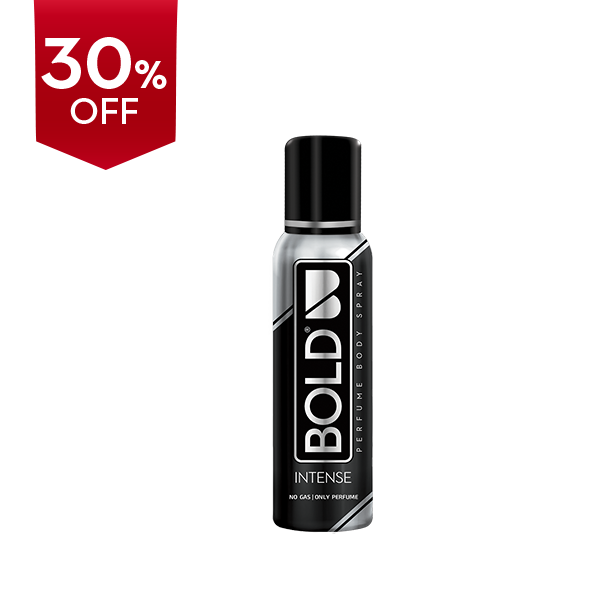 30%
OFF
BOLD®
PERFUME BODY SPRAY
INTENSE
NO GAS | ONLY PERFUME